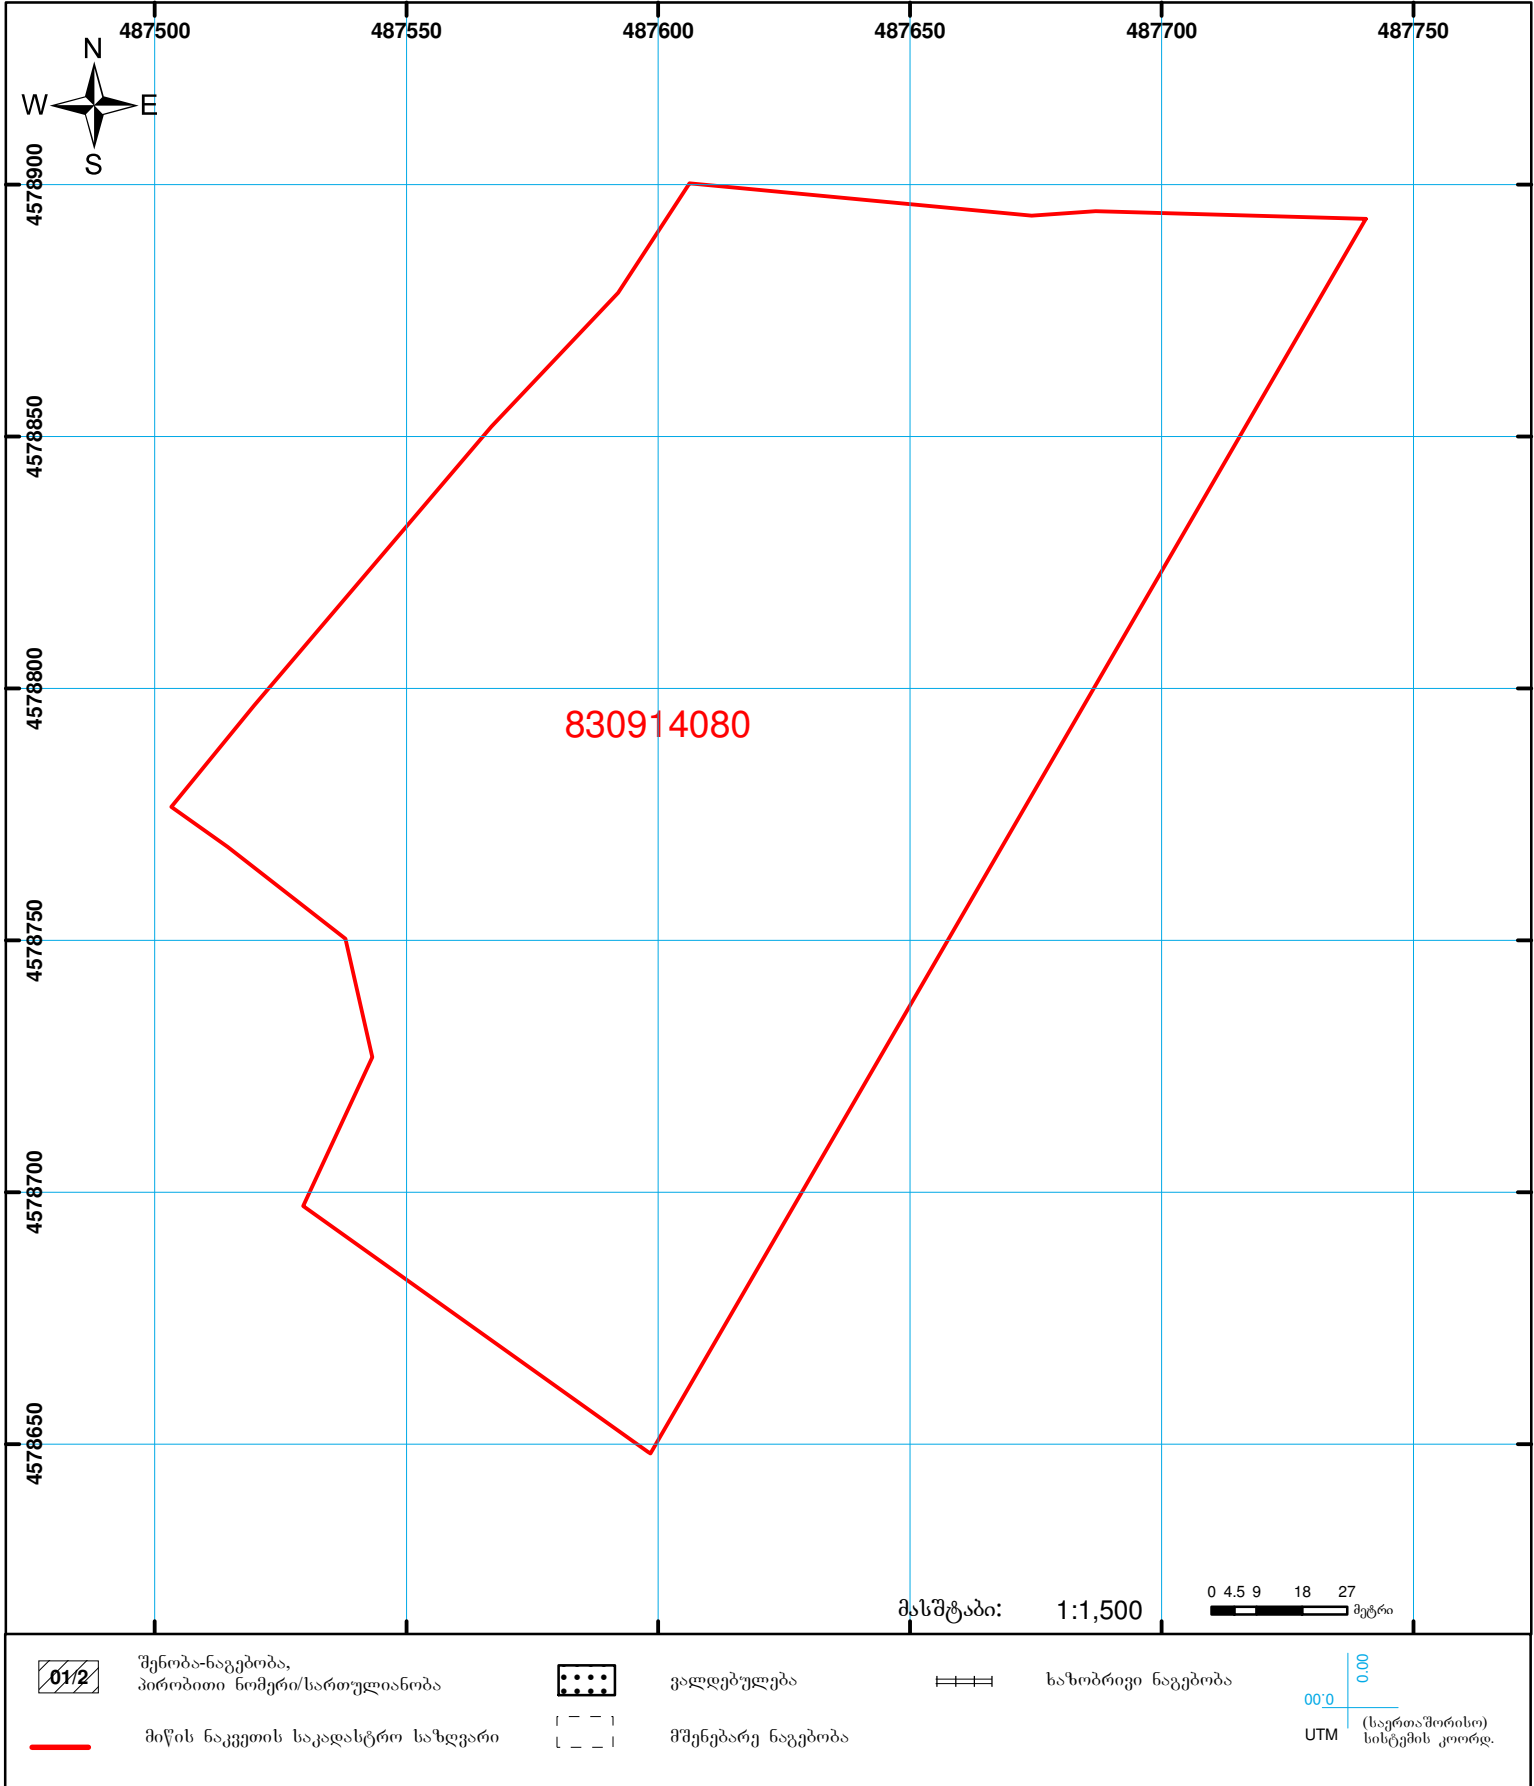 487500 487550 487600 487650 487700 487750
N
W E
S
4578900
4578850
4578800
830914080
4578750
4578700
4578650
მასშტაბი: 1:1,500
0 4.5 9 18 27
მეტრი
01/2
შენობა-ნაგებობა,
პირობითი ნომერი/სართულიანობა
ვალდებულება
ხაზობრივი ნაგებობა
მიწის ნაკვეთის საკადასტრო საზღვარი
მშენებარე ნაგებობა
0.00
00.0
UTM
(საერთაშორისო)
სისტემის კოორდ.